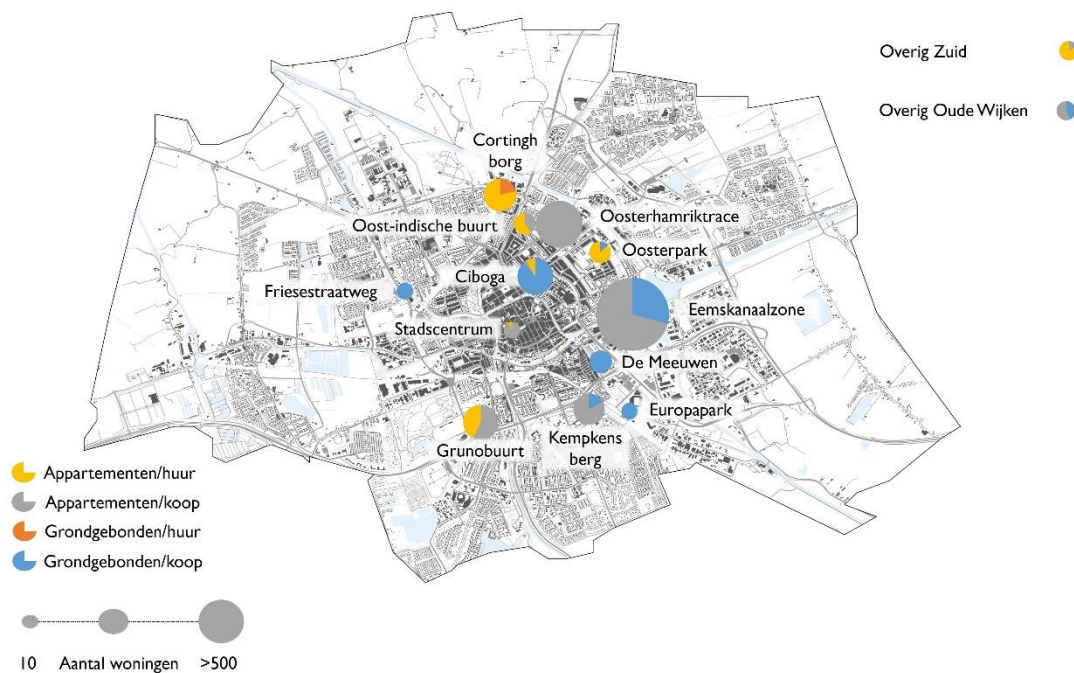 Overig Zuid
Overig Oude Wijken
Cortingh
borg
Oost-indische buurt
Oosterhamriktrace
Oosterpark
Ciboga
Friesestraatweg
Eemskanaalzone
Stadscentrum
De Meeuwen
Europapark
Kempkens
berg
Grunobuurt
Appartementen/huur
Appartementen/koop
Grondgebonden/huur
Grondgebonden/koop
10 Aantal woningen >500